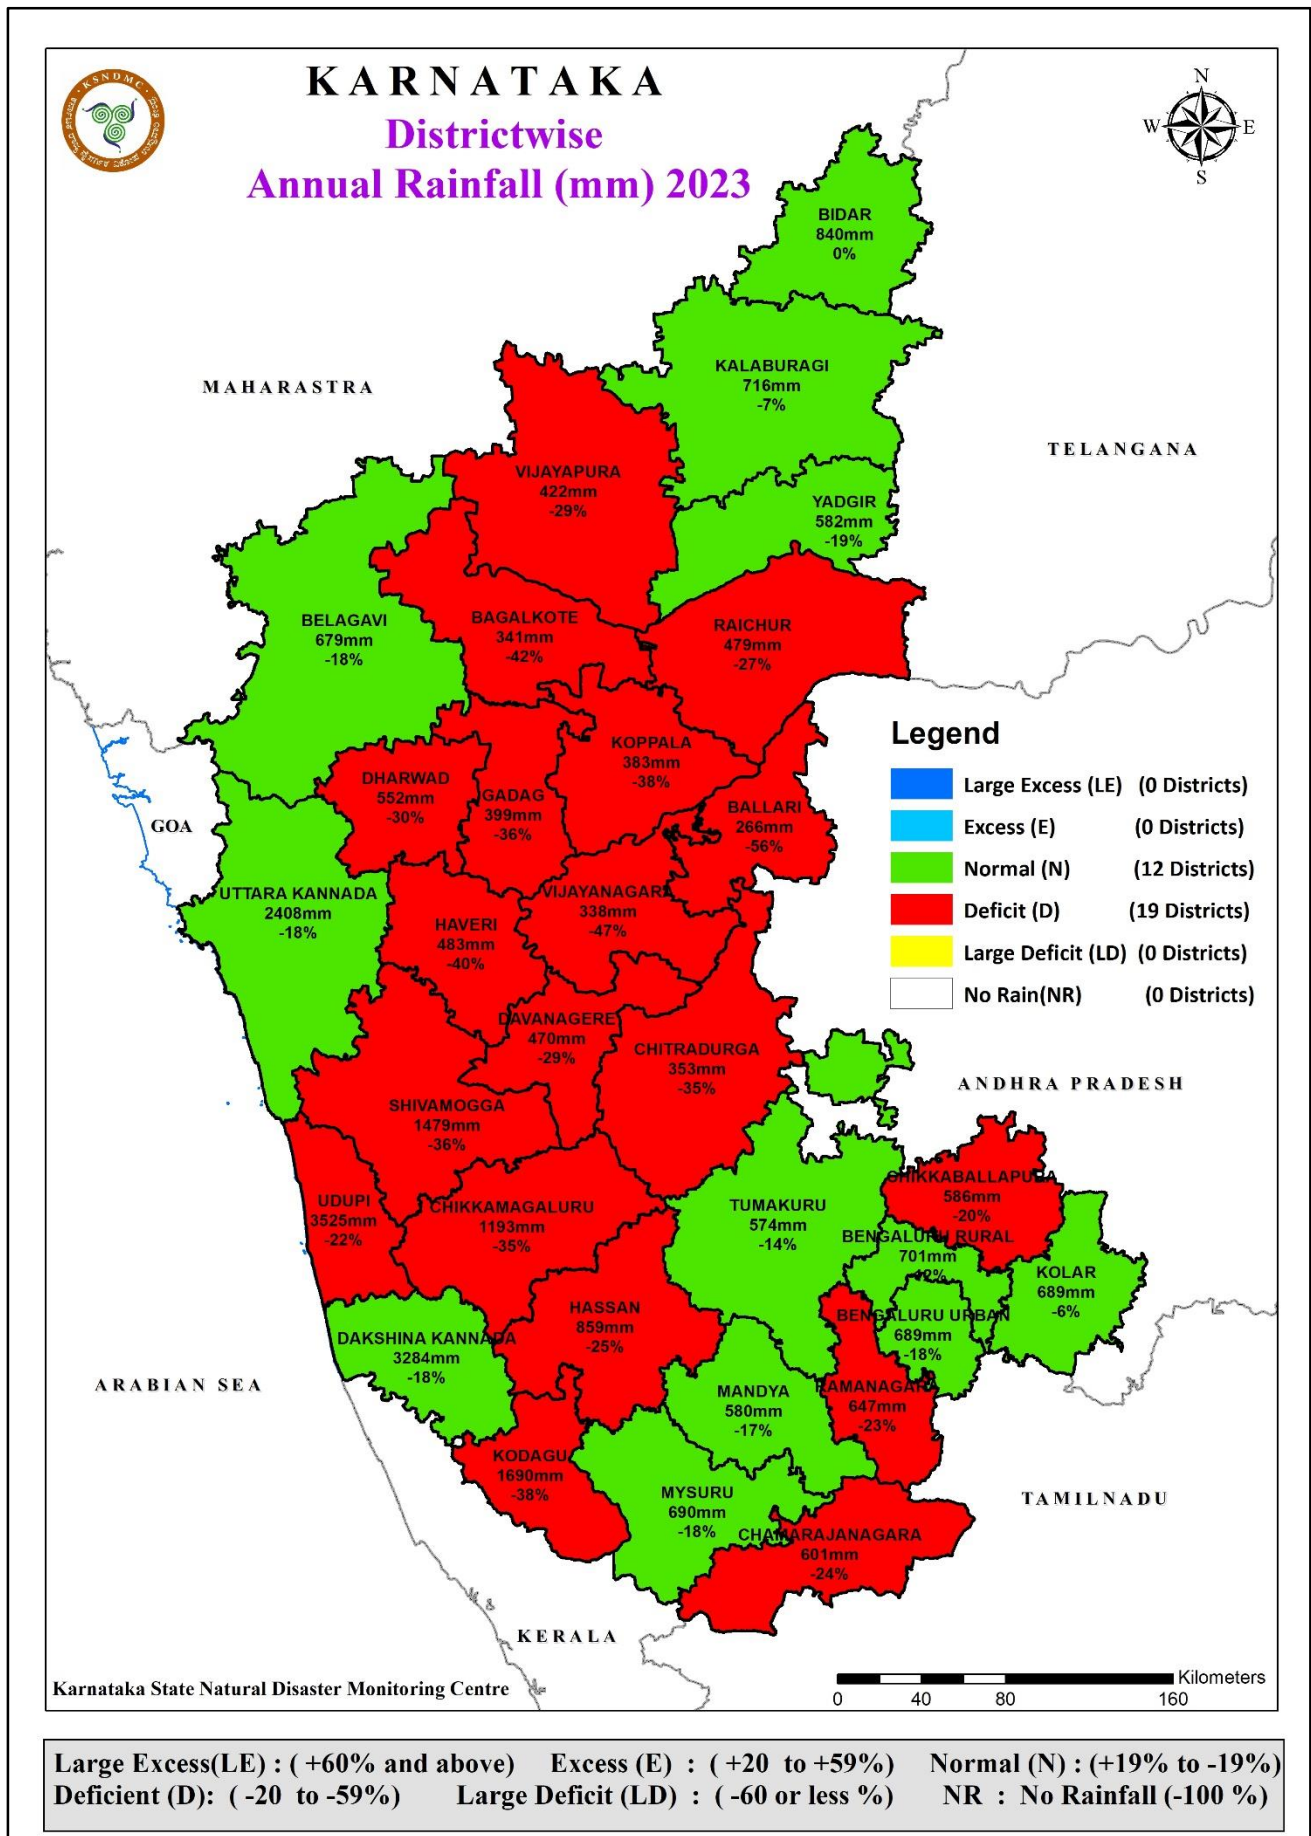 KARNATAKA
Districtwise
Annual Rainfall (mm) 2023
KSNDMC
N
W E
S
BIDAR
840mm
0%
KALABURAGI
716mm
-7%
MAHARASTRA
TELANGANA
VIJAYAPURA
422mm
-29%
YADGIR
582mm
-19%
BELAGAVI
679mm
-18%
BAGALKOTE
341mm
-42%
RAICHUR
479mm
-27%
KOPPALA
383mm
-38%
DHARWAD
552mm
-30%
GADAG
399mm
-36%
BALLARI
266mm
-56%
GOA
UTTARA KANNADA
2408mm
-18%
HAVERI
483mm
-40%
VIJAYANAGARA
338mm
-47%
Legend
Large Excess (LE) (0 Districts)
Excess (E) (0 Districts)
Normal (N) (12 Districts)
Deficit (D) (19 Districts)
Large Deficit (LD) (0 Districts)
No Rain(NR) (0 Districts)
DAVANAGERE
470mm
-29%
CHITRADURGA
353mm
-35%
ANDHRA PRADESH
SHIVAMOGGA
1479mm
-36%
CHIKKABALLAPURA
586mm
-20%
UDUPI
3525mm
-22%
CHIKKAMAGALURU
1193mm
-35%
TUMAKURU
574mm
-14%
BENGALURU RURAL
701mm
-12%
KOLAR
689mm
-6%
HASSAN
859mm
-25%
BENGALURU URBAN
689mm
-18%
DAKSHINA KANNADA
3284mm
-18%
ARABIAN SEA
MANDYA
580mm
-17%
RAMANAGARA
647mm
-23%
KODAGU
1690mm
-38%
MYSURU
690mm
-18%
TAMILNADU
CHAMARAJANAGARA
601mm
-24%
KERALA
Karnataka State Natural Disaster Monitoring Centre
Kilometers
0 40 80 160
Large Excess(LE) : ( +60% and above) Excess (E) : ( +20 to +59%) Normal (N) : (+19% to -19%)
Deficient (D): ( -20 to -59%) Large Deficit (LD) : ( -60 or less %) NR : No Rainfall (-100 %)